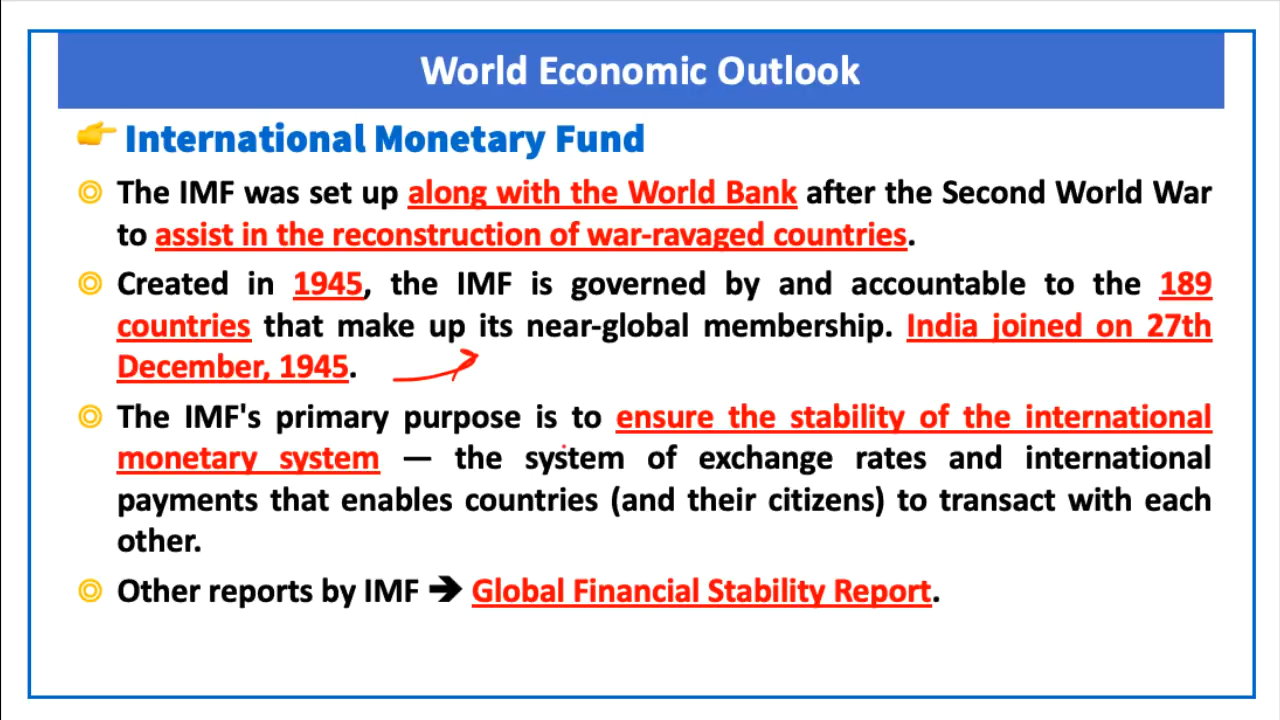 World Economic Outlook
International Monetary Fund
The IMF was set up along with the World Bank after the Second World War
to assist in the reconstruction of war-ravaged countries.
Created in 1945, the IMF is governed by and accountable to the 189
countries that make up its near-global membership. India joined on 27th
December, 1945.
The IMF's primary purpose is to ensure the stability of the international
monetary system — the system of exchange rates and international
payments that enables countries (and their citizens) to transact with each
other.
Other reports by IMF ➔ Global Financial Stability Report.